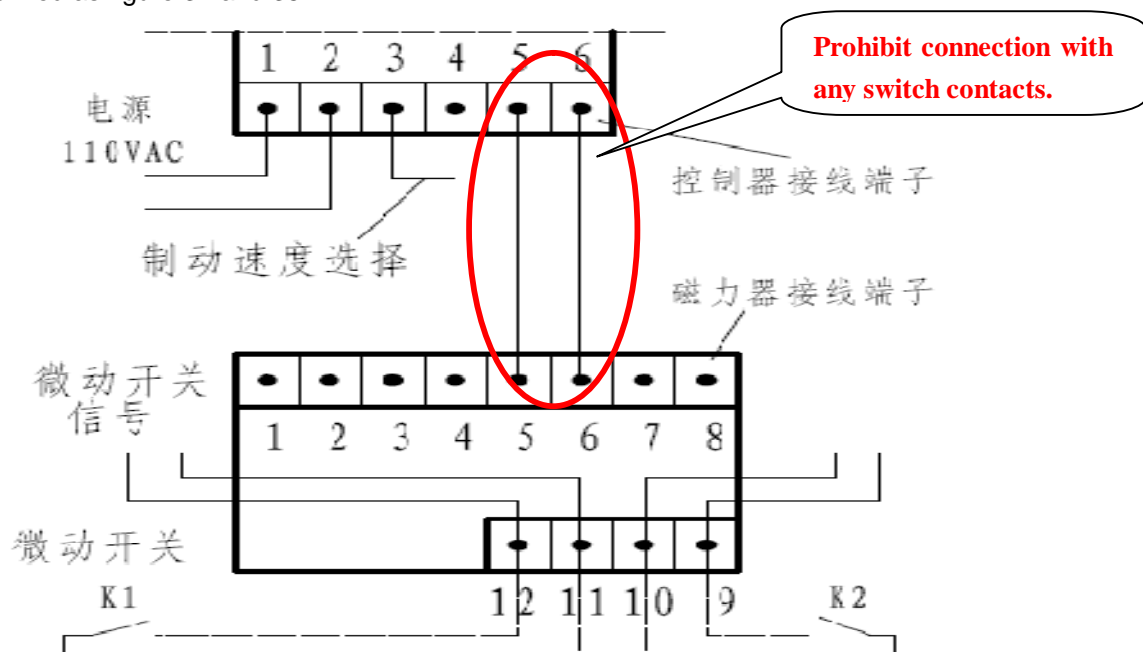 Prohibit connection with
any switch contacts.
1 2 3 4 5 6
电源
110VAC
控制器接线端子
制动速度选择
磁力器接线端子
微动开关
信号
1 2 3 4 5 6 7 8
微动开关
12 11 10 9
K1
K2